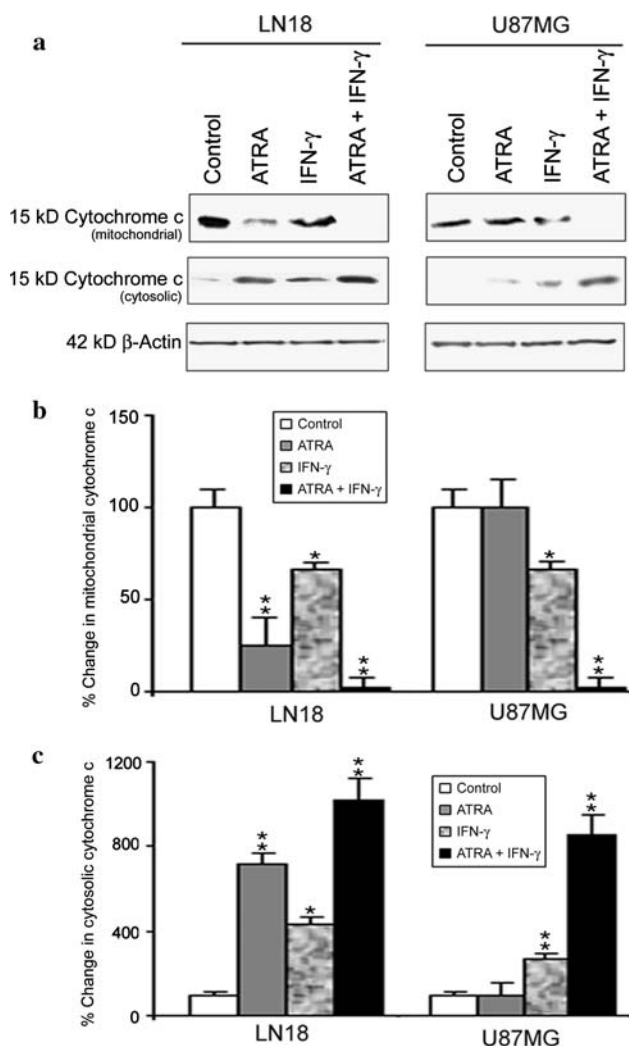 a
LN18 U87MG
Control ATRA IFN-γ ATRA + IFN-γ Control ATRA IFN-γ ATRA + IFN-γ
15 kD Cytochrome c
(mitochondrial)
15 kD Cytochrome c
(cytosolic)
42 kD β-Actin
b
% Change in mitochondrial cytochrome c
150
100
50
0
Control
ATRA
IFN-γ
ATRA + IFN-γ
** * ** * **
LN18 U87MG
c
% Change in cytosolic cytochrome c
1200
800
400
0
Control
ATRA
IFN-γ
ATRA + IFN-γ
** * ** ** **
LN18 U87MG